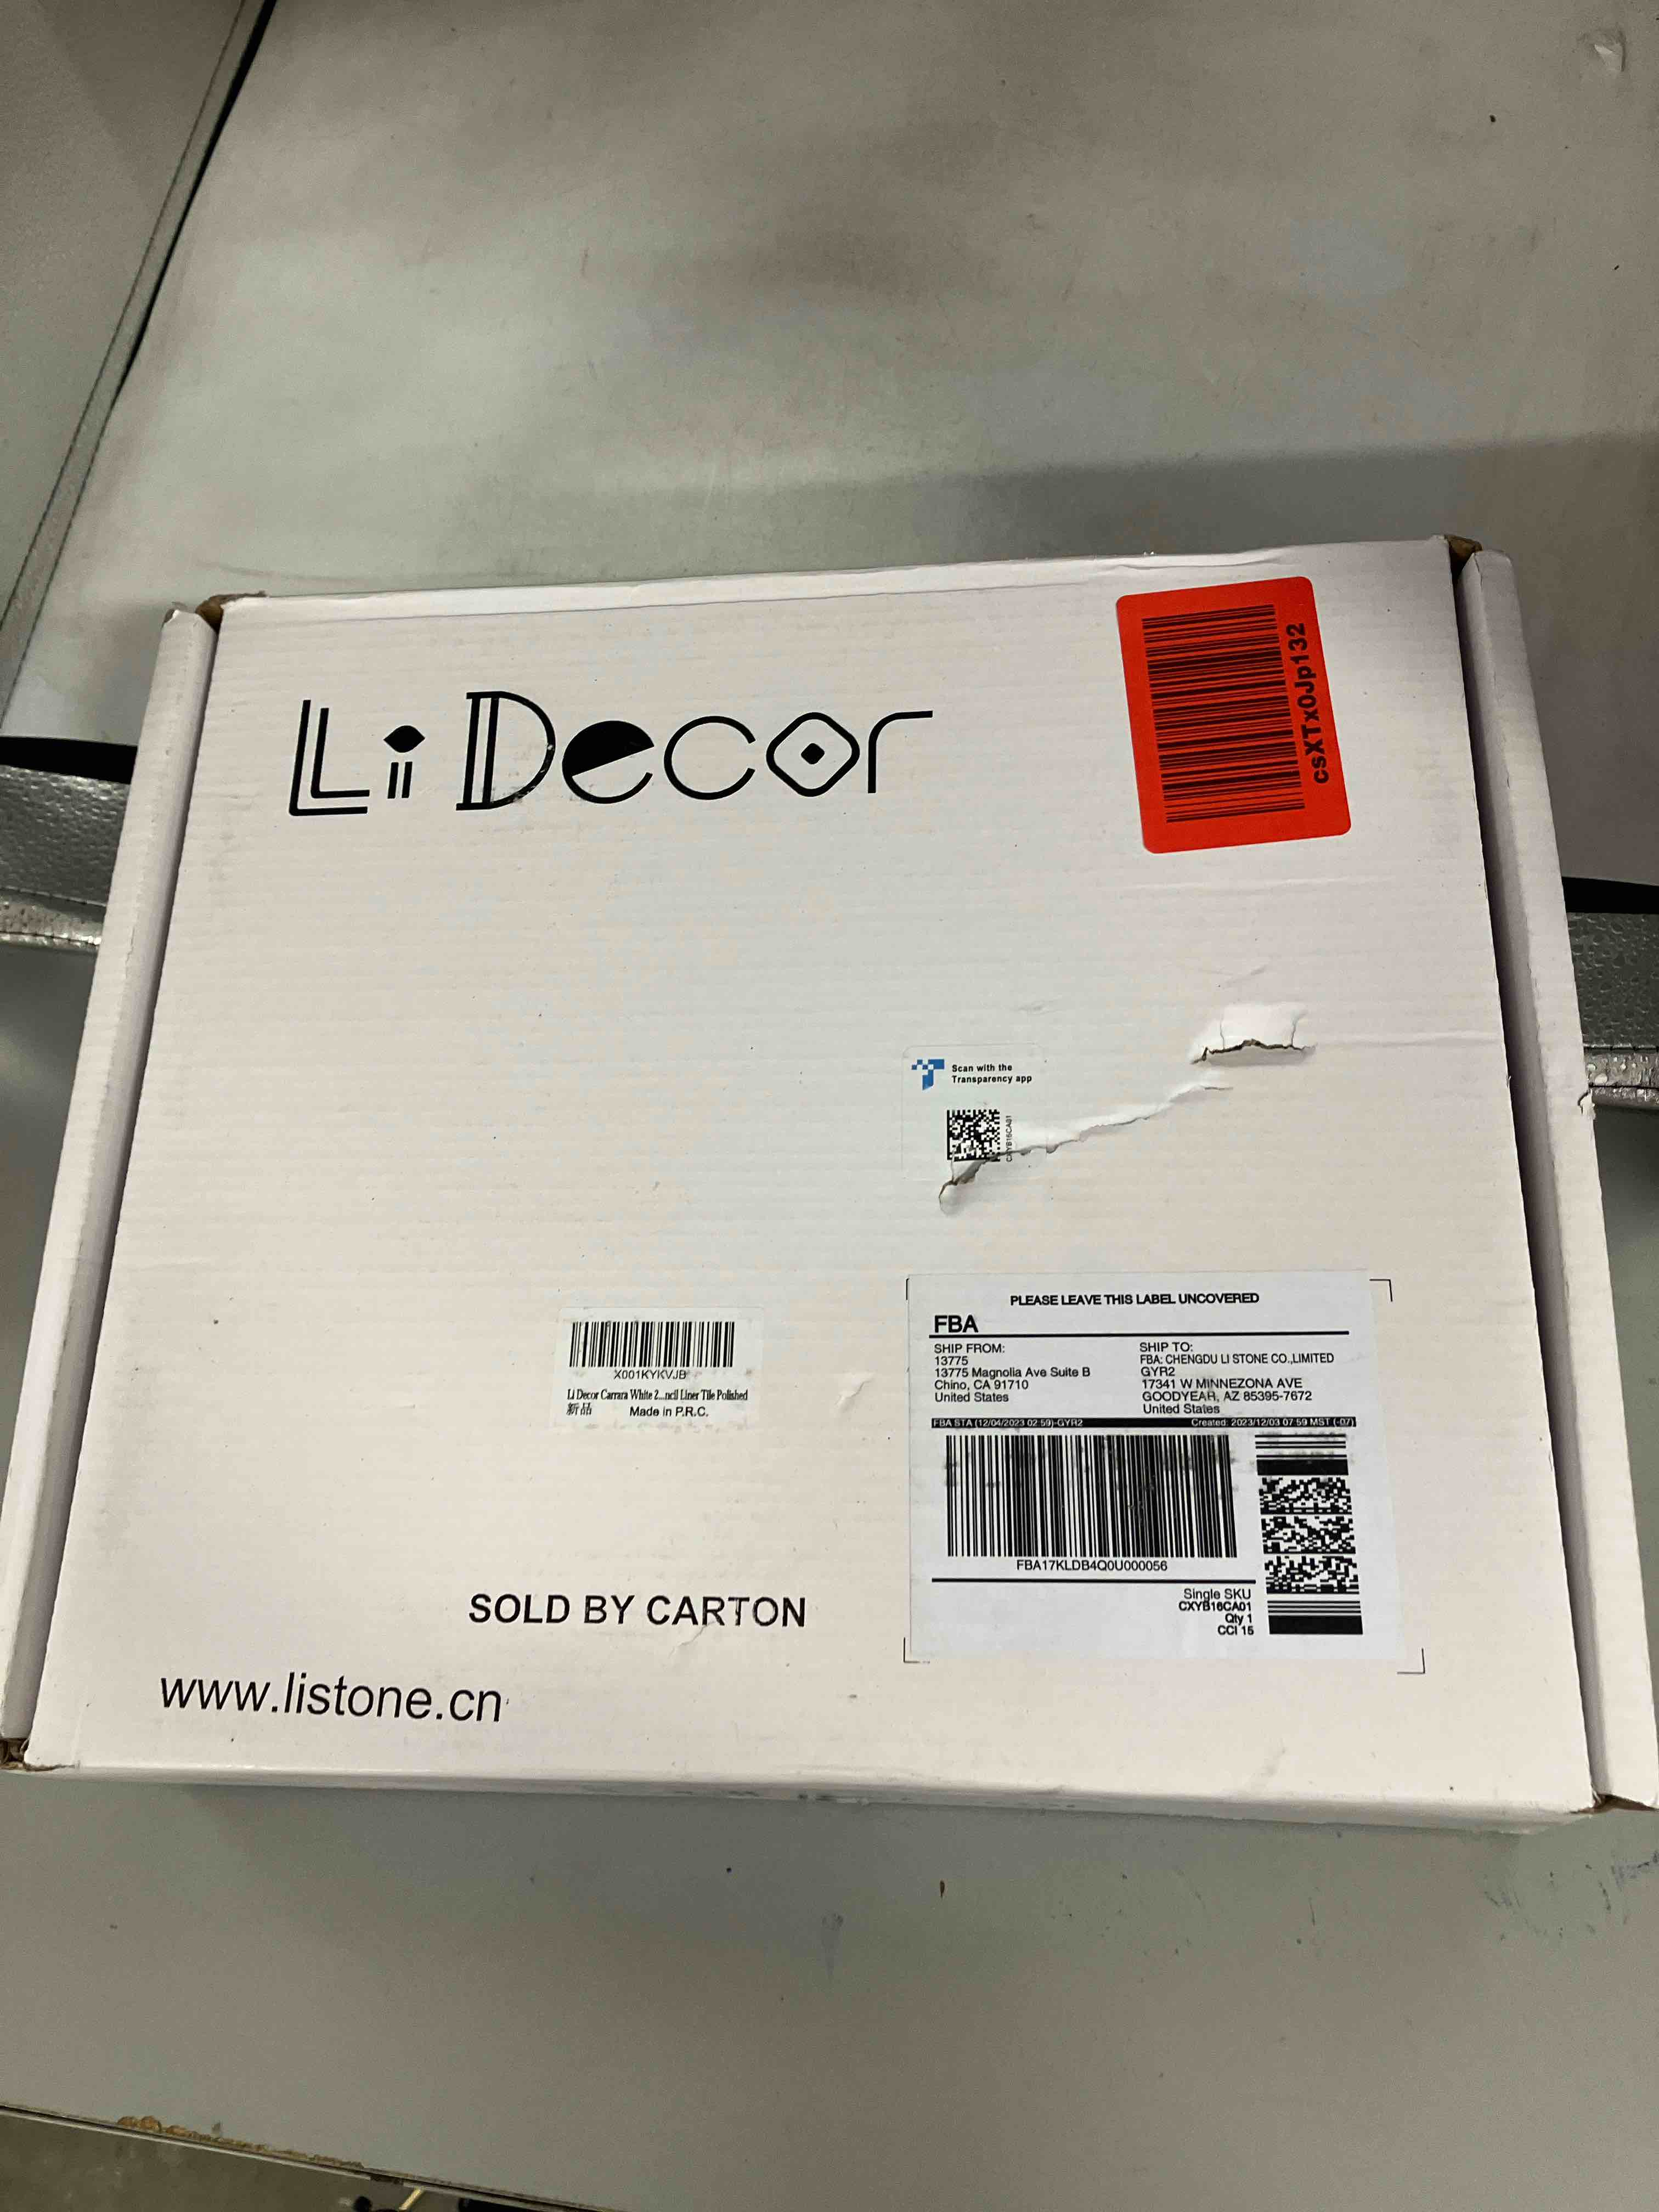 Li Decor
csXTx0Jp132
Scan with the
Transparency app
CXYB16CA01
PLEASE LEAVE THIS LABEL UNCOVERED
FBA
SHIP FROM:
13775
13775 Magnolia Ave Suite B
Chino, CA 91710
United States
SHIP TO:
FBA: CHENGDU LI STONE CO.,LIMITED
GYR2
17341 W MINNEZONA AVE
GOODYEAR, AZ 85395-7672
United States
FBA STA (12/04/2023 02:59)-GYR2
Created: 2023/12/03 07:59 MST (-07)
FBA17KLDB4Q0U000056
Single SKU
CXYB16CA01
Qty 1
CCI 15
X001KYKVJB
Li Decor Carrara White 2...ncil Liner Tile Polished
新品
Made in P.R.C.
SOLD BY CARTON
www.listone.cn